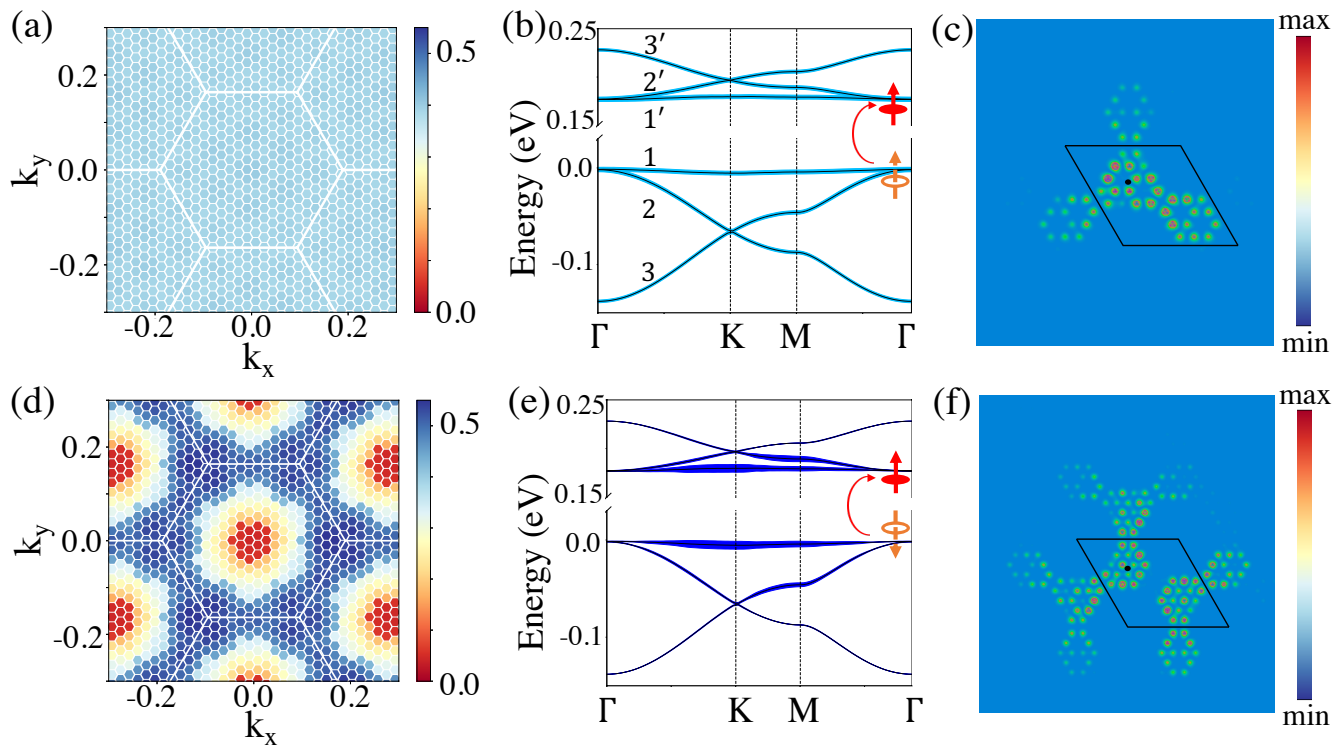 (a)
0.2
0.0
-0.2
k_y
-0.2
0.0
0.2
k_x
0.5
0.0
(b)
0.25
0.15
0.0
-0.1
Energy (eV)
3′
2′
1′
1
2
3
Γ
K
M
Γ
(c)
max
min
(d)
0.2
0.0
-0.2
k_y
-0.2
0.0
0.2
k_x
0.5
0.0
(e)
0.25
0.15
0.0
-0.1
Energy (eV)
Γ
K
M
Γ
(f)
max
min